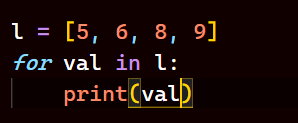 l = [5, 6, 8, 9]
for val in l:
    print(val)